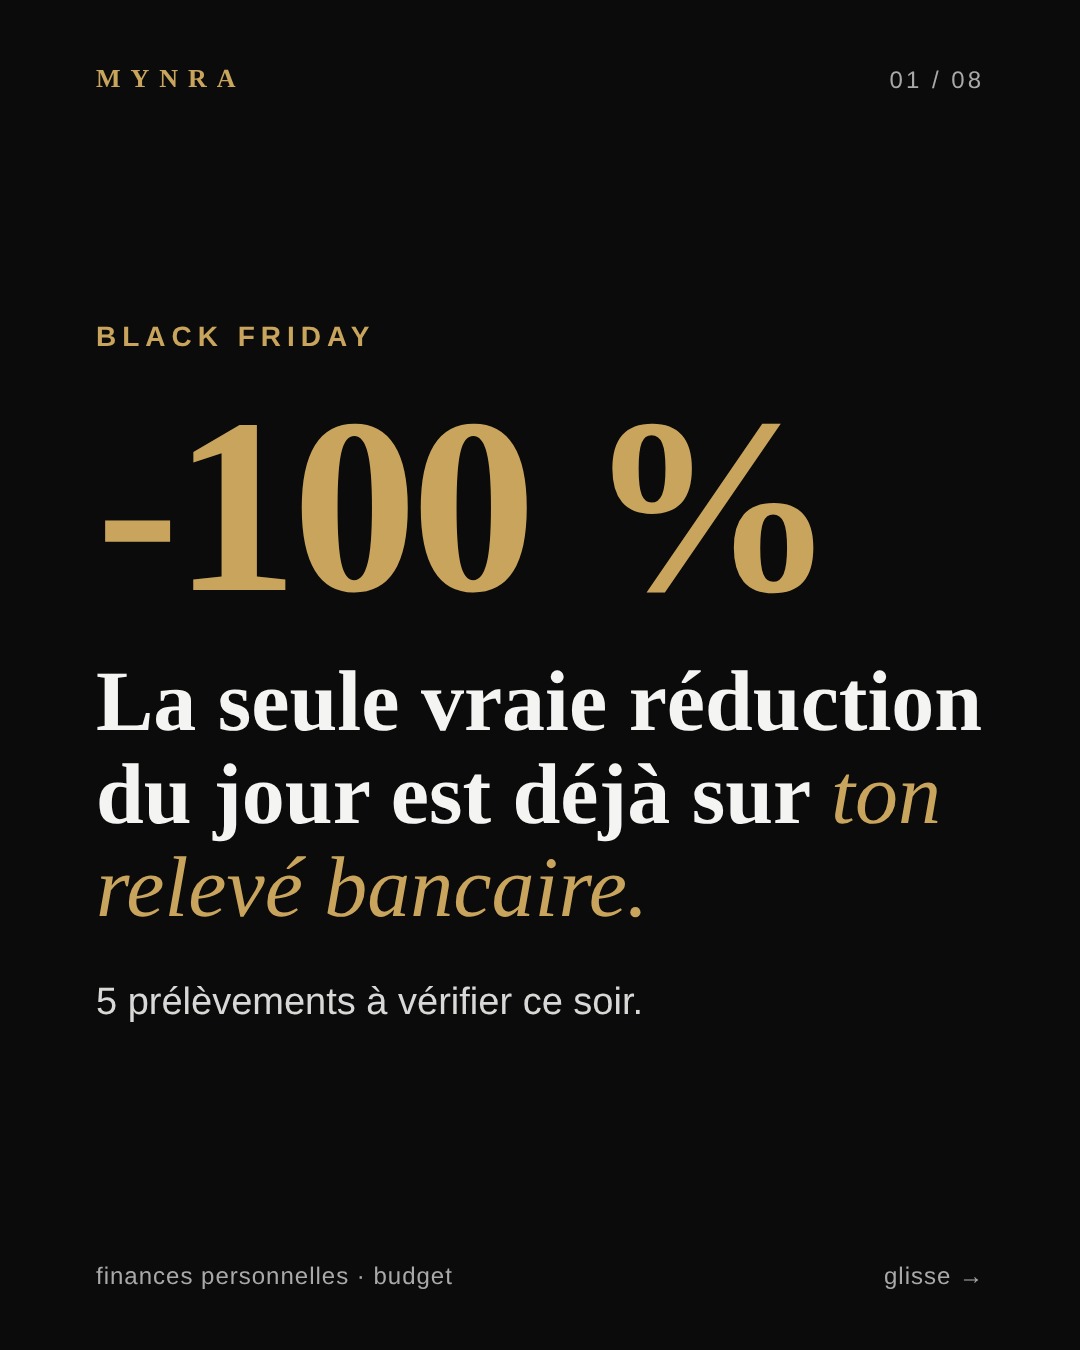 MYNRA
01 / 08
BLACK FRIDAY
-100 %
La seule vraie réduction
du jour est déjà sur ton
relevé bancaire.
5 prélèvements à vérifier ce soir.
finances personnelles · budget
glisse →